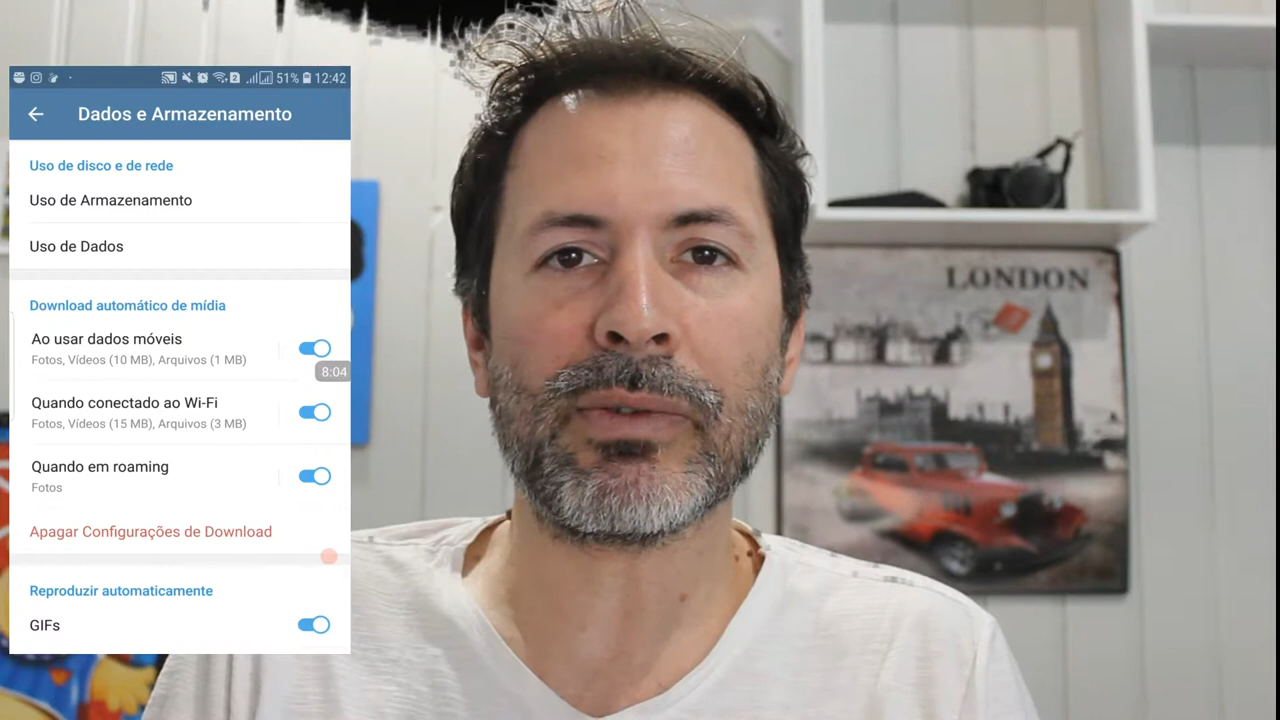 51% 12:42
Dados e Armazenamento
Uso de disco e de rede
Uso de Armazenamento
Uso de Dados
Download automático de mídia
Ao usar dados móveis
Fotos, Vídeos (10 MB), Arquivos (1 MB)
8:04
Quando conectado ao Wi-Fi
Fotos, Vídeos (15 MB), Arquivos (3 MB)
Quando em roaming
Fotos
Apagar Configurações de Download
Reproduzir automaticamente
GIFs
LONDON